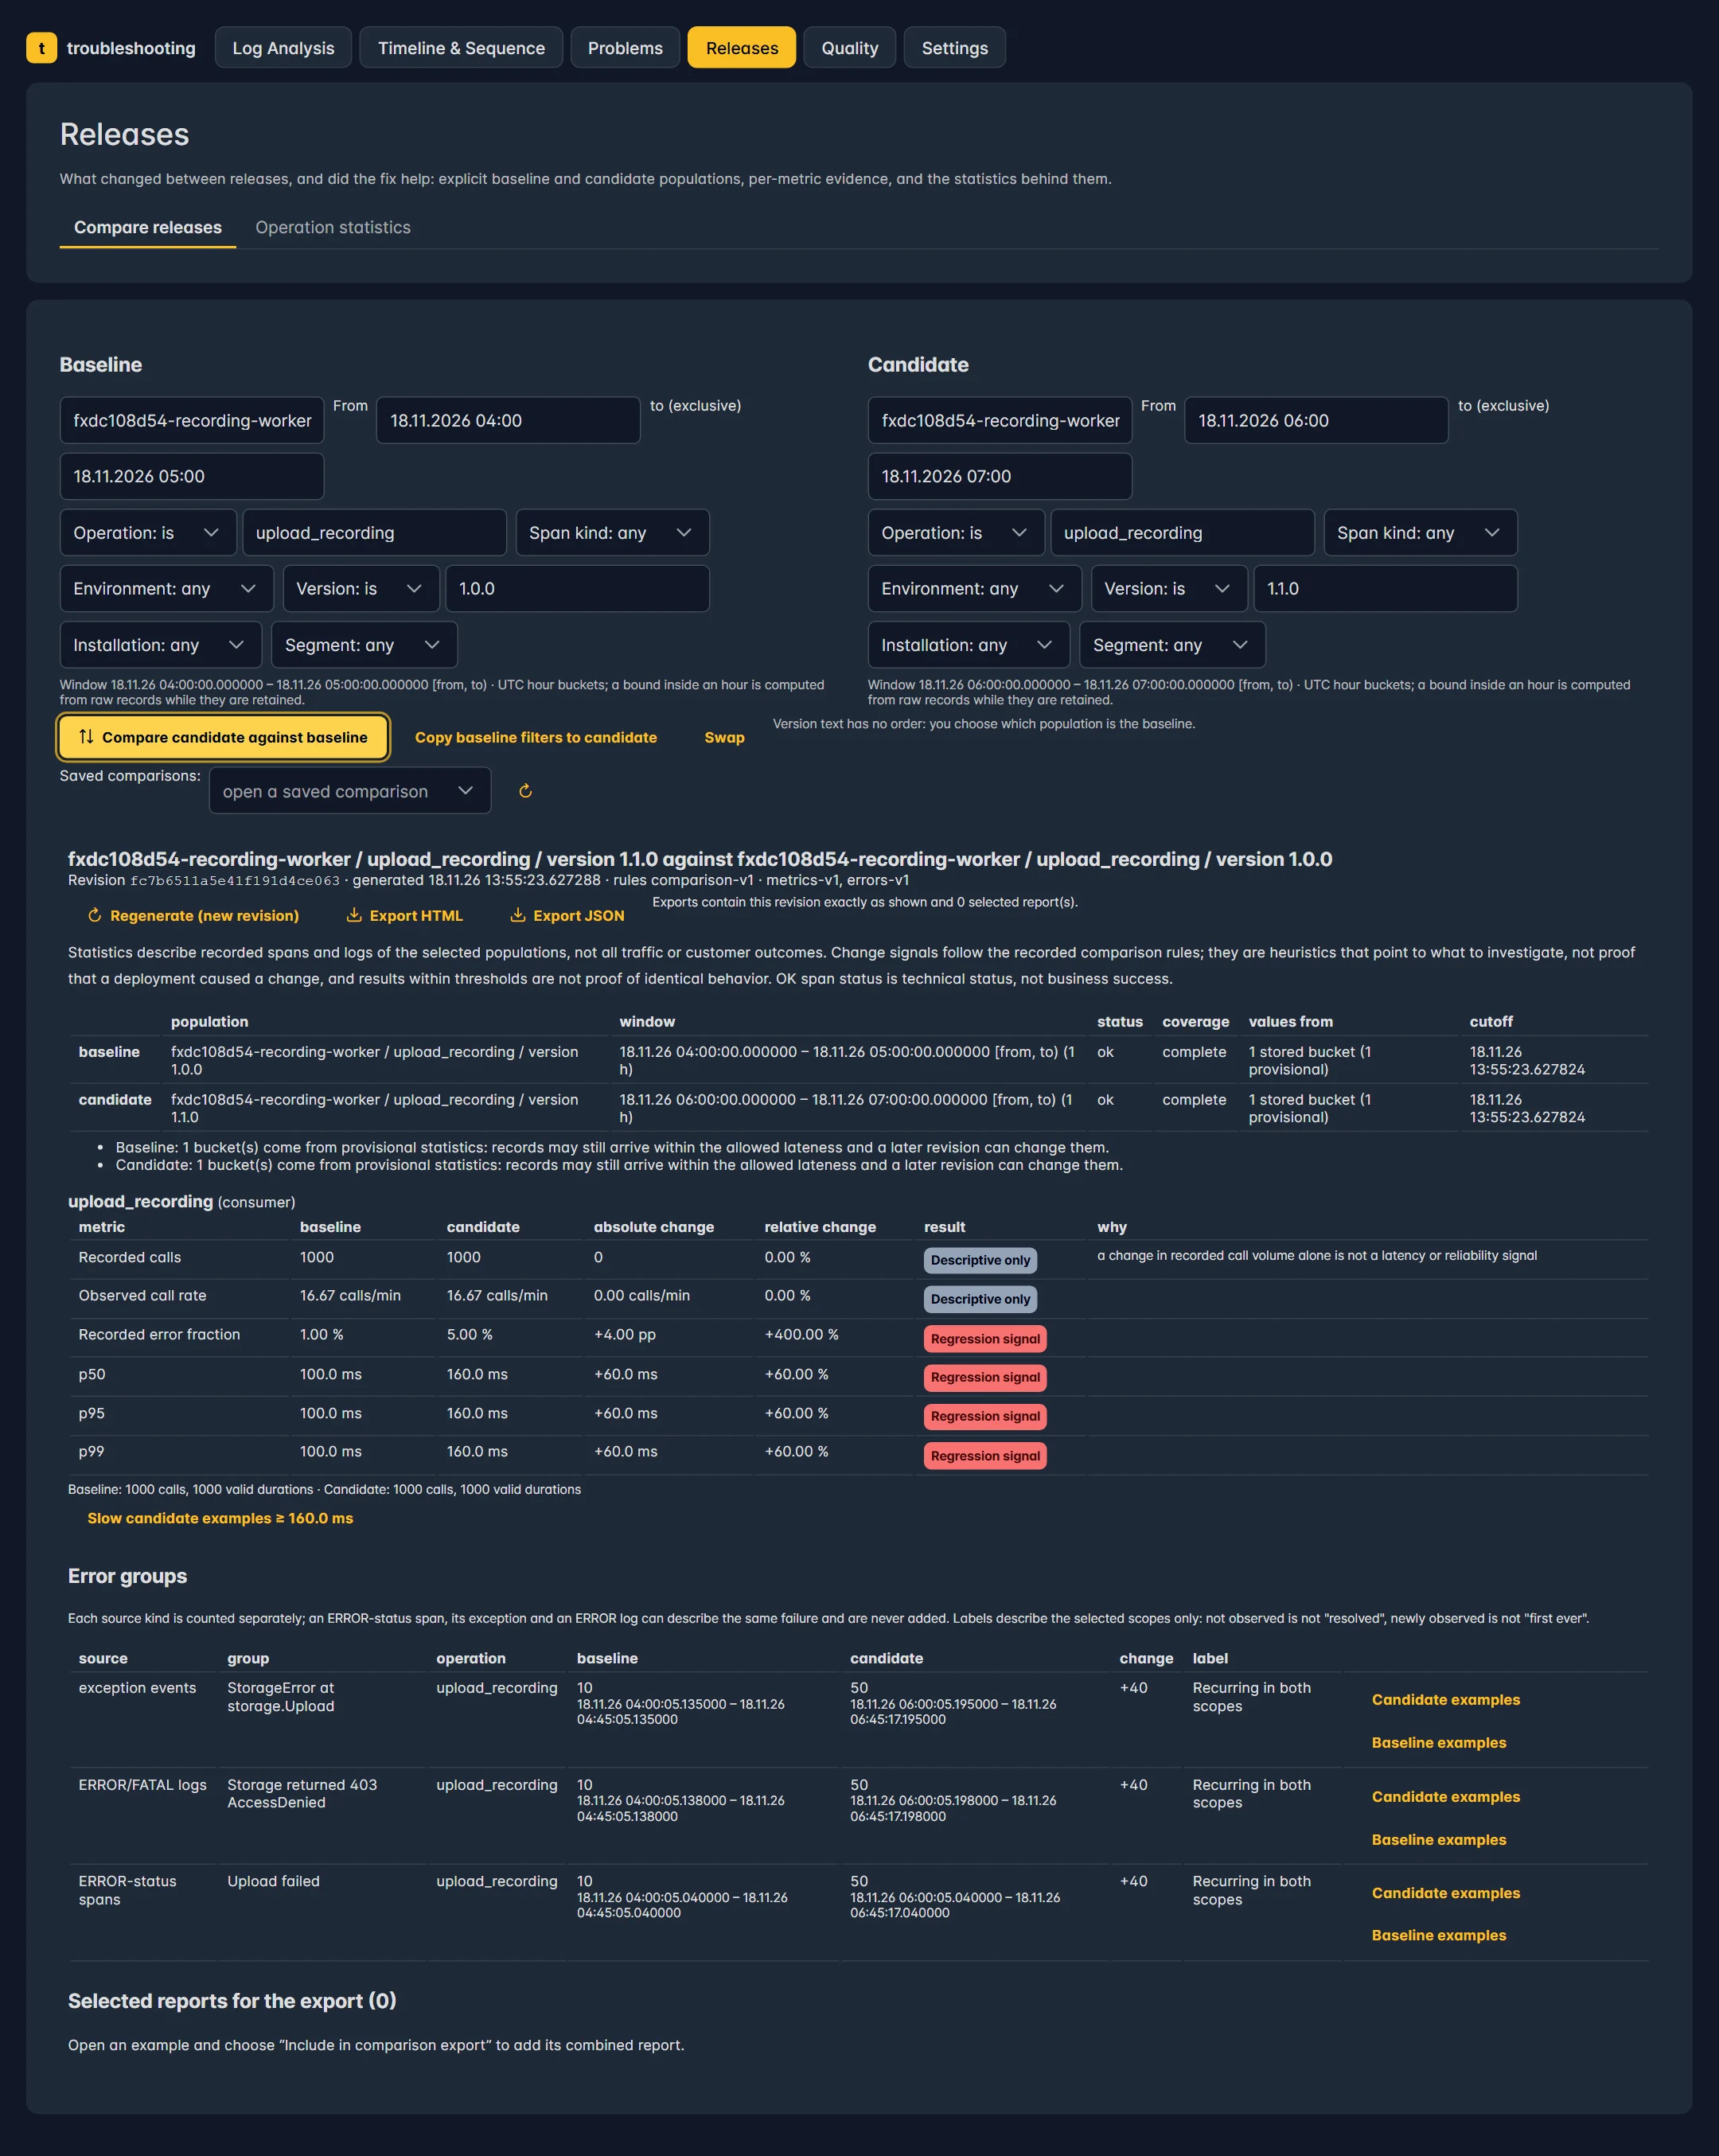 t troubleshooting Log Analysis Timeline & Sequence Problems Releases Quality Settings
Releases
What changed between releases, and did the fix help: explicit baseline and candidate populations, per-metric evidence, and the statistics behind them.
Compare releases Operation statistics
Baseline
fxdc108d54-recording-worker From 18.11.2026 04:00 to (exclusive)
18.11.2026 05:00
Operation: is upload_recording Span kind: any
Environment: any Version: is 1.0.0
Installation: any Segment: any
Window 18.11.26 04:00:00.000000 – 18.11.26 05:00:00.000000 [from, to) · UTC hour buckets; a bound inside an hour is computed
from raw records while they are retained.
Candidate
fxdc108d54-recording-worker From 18.11.2026 06:00 to (exclusive)
18.11.2026 07:00
Operation: is upload_recording Span kind: any
Environment: any Version: is 1.1.0
Installation: any Segment: any
Window 18.11.26 06:00:00.000000 – 18.11.26 07:00:00.000000 [from, to) · UTC hour buckets; a bound inside an hour is computed
from raw records while they are retained.
Compare candidate against baseline Copy baseline filters to candidate Swap Version text has no order: you choose which population is the baseline.
Saved comparisons: open a saved comparison
fxdc108d54-recording-worker / upload_recording / version 1.1.0 against fxdc108d54-recording-worker / upload_recording / version 1.0.0
Revision fc7b6511a5e41f191d4ce063 · generated 18.11.26 13:55:23.627288 · rules comparison-v1 · metrics-v1, errors-v1
Regenerate (new revision) Export HTML Export JSON Exports contain this revision exactly as shown and 0 selected report(s).
Statistics describe recorded spans and logs of the selected populations, not all traffic or customer outcomes. Change signals follow the recorded comparison rules; they are heuristics that point to what to investigate, not proof
that a deployment caused a change, and results within thresholds are not proof of identical behavior. OK span status is technical status, not business success.
population window status coverage values from cutoff
baseline fxdc108d54-recording-worker / upload_recording / version 18.11.26 04:00:00.000000 – 18.11.26 05:00:00.000000 [from, to) (1 ok complete 1 stored bucket (1 18.11.26
1.0.0 h) provisional) 13:55:23.627824
candidate fxdc108d54-recording-worker / upload_recording / version 18.11.26 06:00:00.000000 – 18.11.26 07:00:00.000000 [from, to) (1 ok complete 1 stored bucket (1 18.11.26
1.1.0 h) provisional) 13:55:23.627824
• Baseline: 1 bucket(s) come from provisional statistics: records may still arrive within the allowed lateness and a later revision can change them.
• Candidate: 1 bucket(s) come from provisional statistics: records may still arrive within the allowed lateness and a later revision can change them.
upload_recording (consumer)
metric baseline candidate absolute change relative change result why
Recorded calls 1000 1000 0 0.00 % Descriptive only a change in recorded call volume alone is not a latency or reliability signal
Observed call rate 16.67 calls/min 16.67 calls/min 0.00 calls/min 0.00 % Descriptive only
Recorded error fraction 1.00 % 5.00 % +4.00 pp +400.00 % Regression signal
p50 100.0 ms 160.0 ms +60.0 ms +60.00 % Regression signal
p95 100.0 ms 160.0 ms +60.0 ms +60.00 % Regression signal
p99 100.0 ms 160.0 ms +60.0 ms +60.00 % Regression signal
Baseline: 1000 calls, 1000 valid durations · Candidate: 1000 calls, 1000 valid durations
Slow candidate examples ≥ 160.0 ms
Error groups
Each source kind is counted separately; an ERROR-status span, its exception and an ERROR log can describe the same failure and are never added. Labels describe the selected scopes only: not observed is not "resolved", newly observed is not "first ever".
source group operation baseline candidate change label
exception events StorageError at upload_recording 10 50 +40 Recurring in both Candidate examples
storage.Upload 18.11.26 04:00:05.135000 – 18.11.26 18.11.26 06:00:05.195000 – 18.11.26 scopes
04:45:05.135000 06:45:17.195000
Baseline examples
ERROR/FATAL logs Storage returned 403 upload_recording 10 50 +40 Recurring in both Candidate examples
AccessDenied 18.11.26 04:00:05.138000 – 18.11.26 18.11.26 06:00:05.198000 – 18.11.26 scopes
04:45:05.138000 06:45:17.198000
Baseline examples
ERROR-status Upload failed upload_recording 10 50 +40 Recurring in both Candidate examples
spans 18.11.26 04:00:05.040000 – 18.11.26 18.11.26 06:00:05.040000 – 18.11.26 scopes
04:45:05.040000 06:45:17.040000
Baseline examples
Selected reports for the export (0)
Open an example and choose “Include in comparison export” to add its combined report.